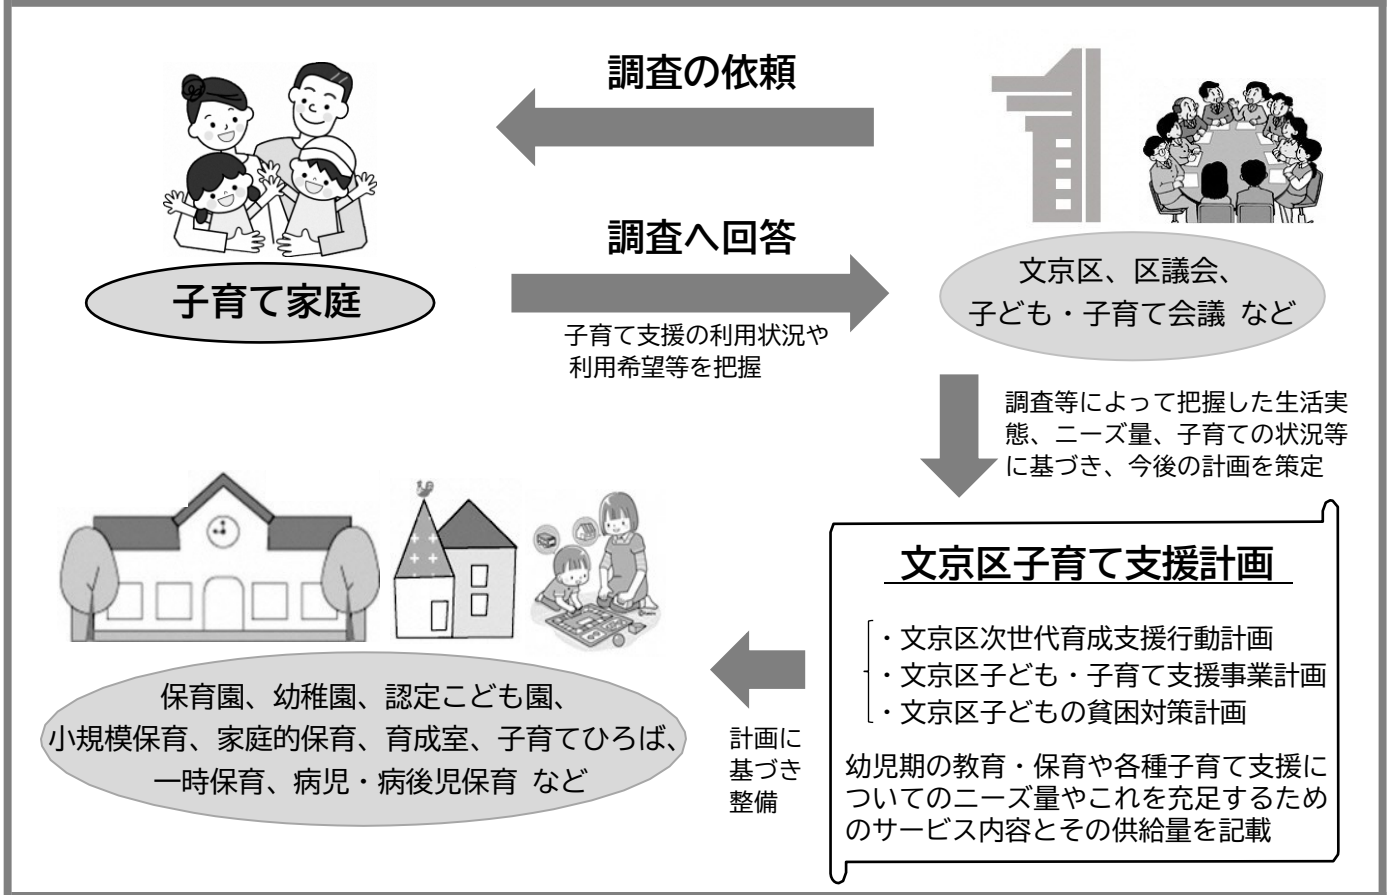 調査の依頼
調査へ回答
子育て家庭
文京区、区議会、
子ども・子育て会議 など
子育て支援の利用状況や
利用希望等を把握
調査等によって把握した生活実
態、ニーズ量、子育ての状況等
に基づき、今後の計画を策定
文京区子育て支援計画
・文京区次世代育成支援行動計画
・文京区子ども・子育て支援事業計画
・文京区子どもの貧困対策計画
幼児期の教育・保育や各種子育て支援に
ついてのニーズ量やこれを充足するため
のサービス内容とその供給量を記載
計画に
基づき
整備
保育園、幼稚園、認定こども園、
小規模保育、家庭的保育、育成室、子育てひろば、
一時保育、病児・病後児保育 など